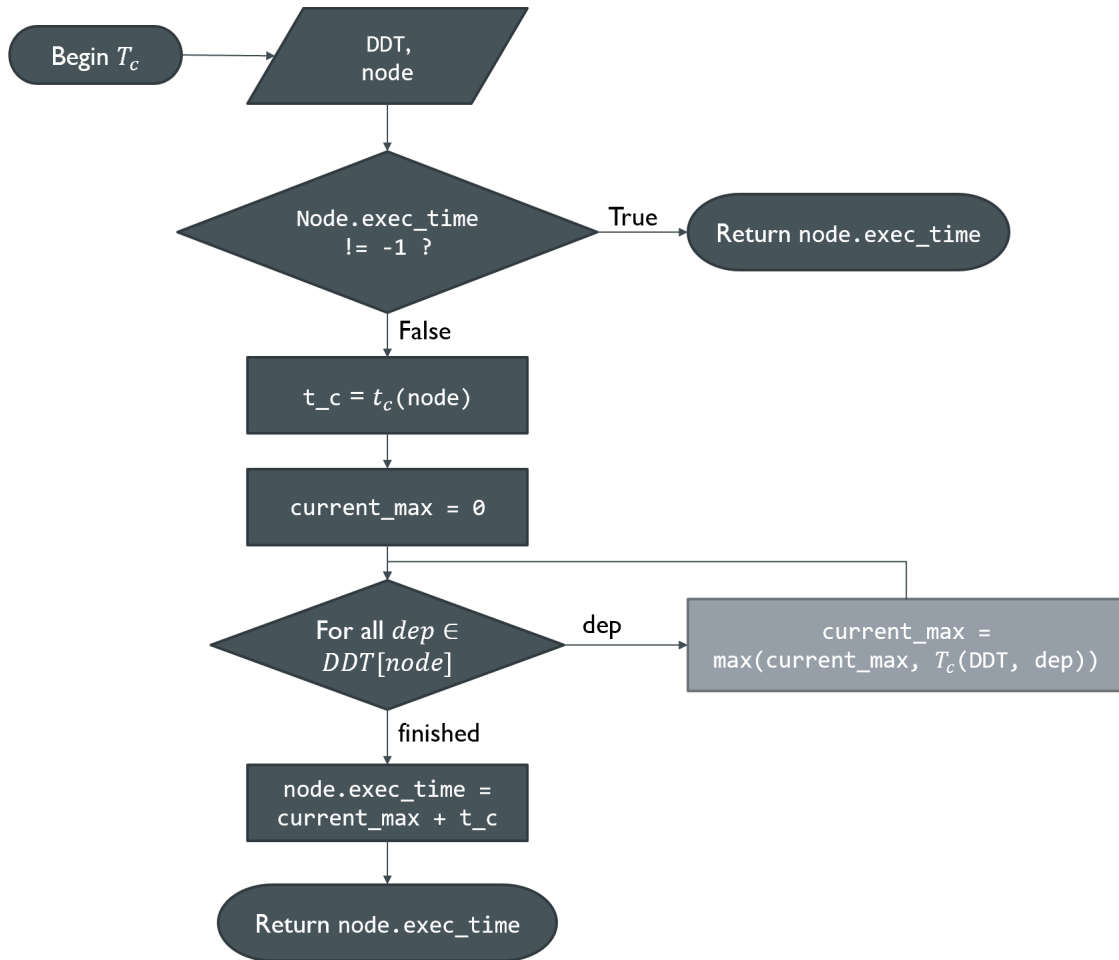 Begin T_c
DDT,
node
Node.exec_time
!= -1 ?
True
Return node.exec_time
False
t_c = t_c(node)
current_max = 0
For all dep ∈
DDT[node]
dep
current_max =
max(current_max, T_c(DDT, dep))
finished
node.exec_time =
current_max + t_c
Return node.exec_time